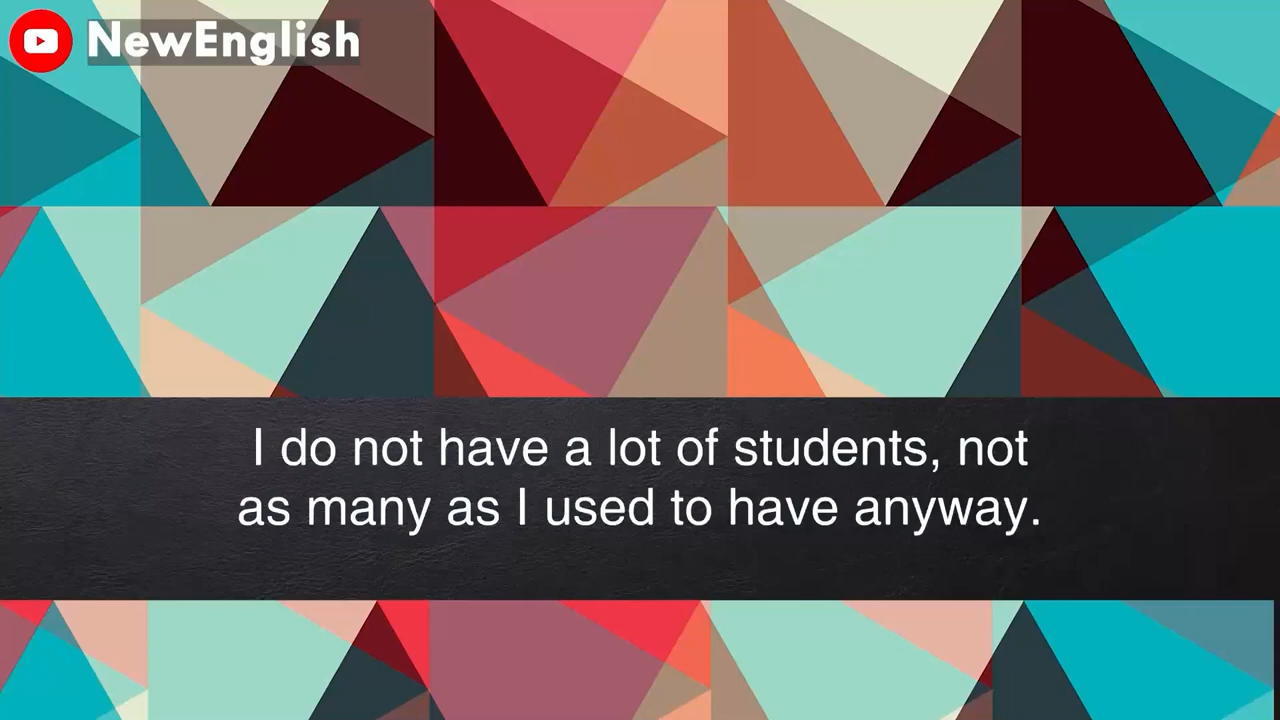 NewEnglish
I do not have a lot of students, not
as many as I used to have anyway.